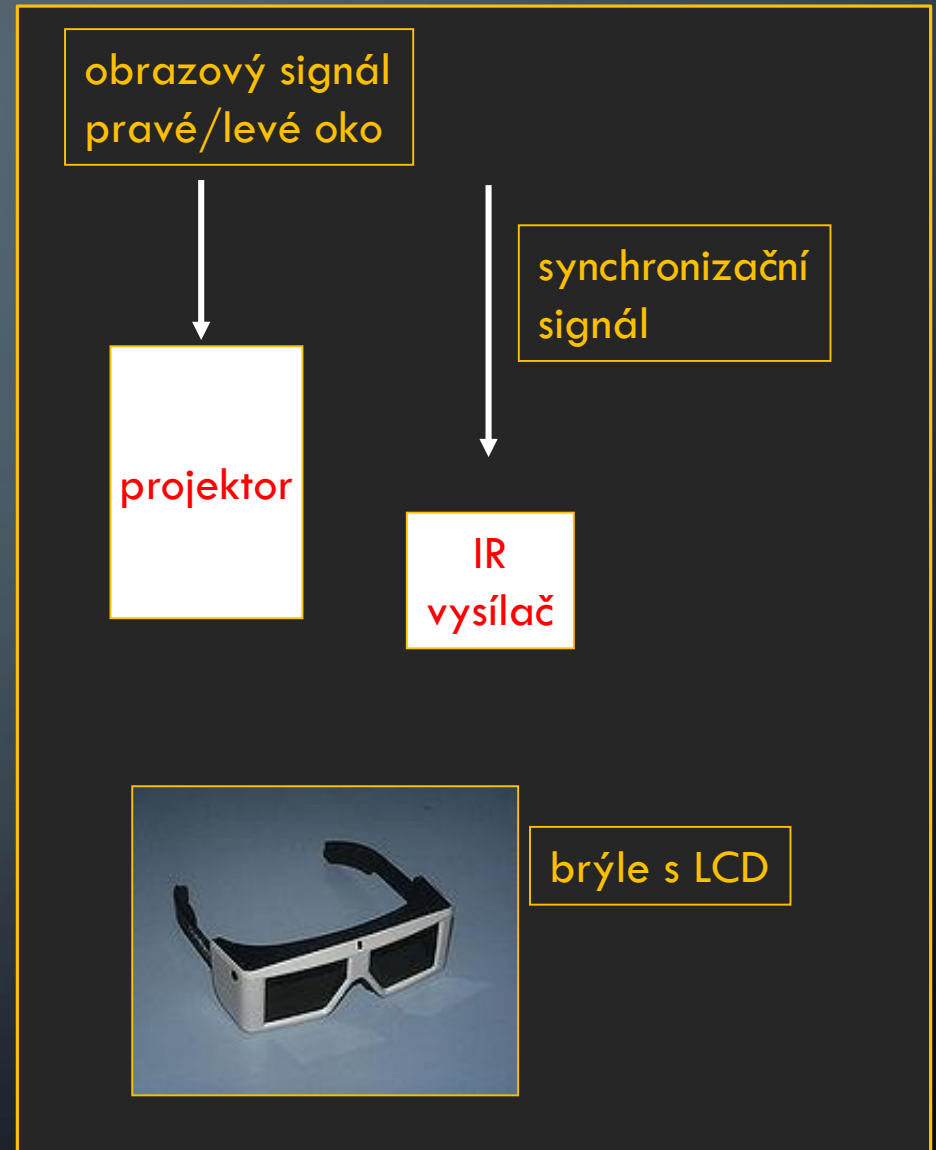 obrazový signál
pravé/levé oko
synchronizační
signál
projektor
IR
vysílač
brýle s LCD